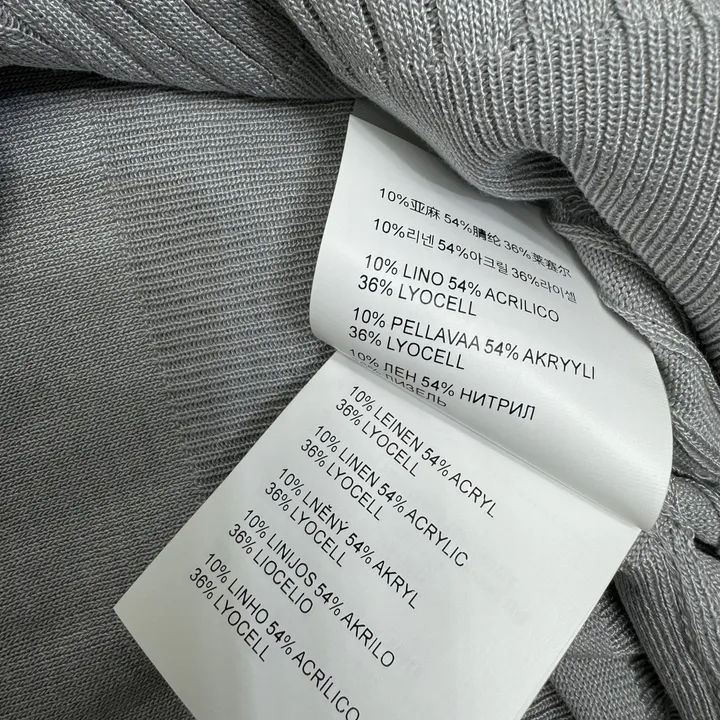 10%亚麻 54%腈纶 36%莱赛尔
10%리넨 54%아크릴 36%라이셀
10% LINO 54% ACRILICO
36% LYOCELL
10% PELLAVAA 54% AKRYYLI
36% LYOCELL
10% ЛЕН 54% НИТРИЛ
10% LEINEN 54% ACRYL
36% LYOCELL
10% LINEN 54% ACRYLIC
36% LYOCELL
10% LNĚNÝ 54% AKRYL
36% LYOCELL
10% LINIJOS 54% AKRILO
36% LIOCELIO
10% LINHO 54% ACRÍLICO
36% LYOCELL